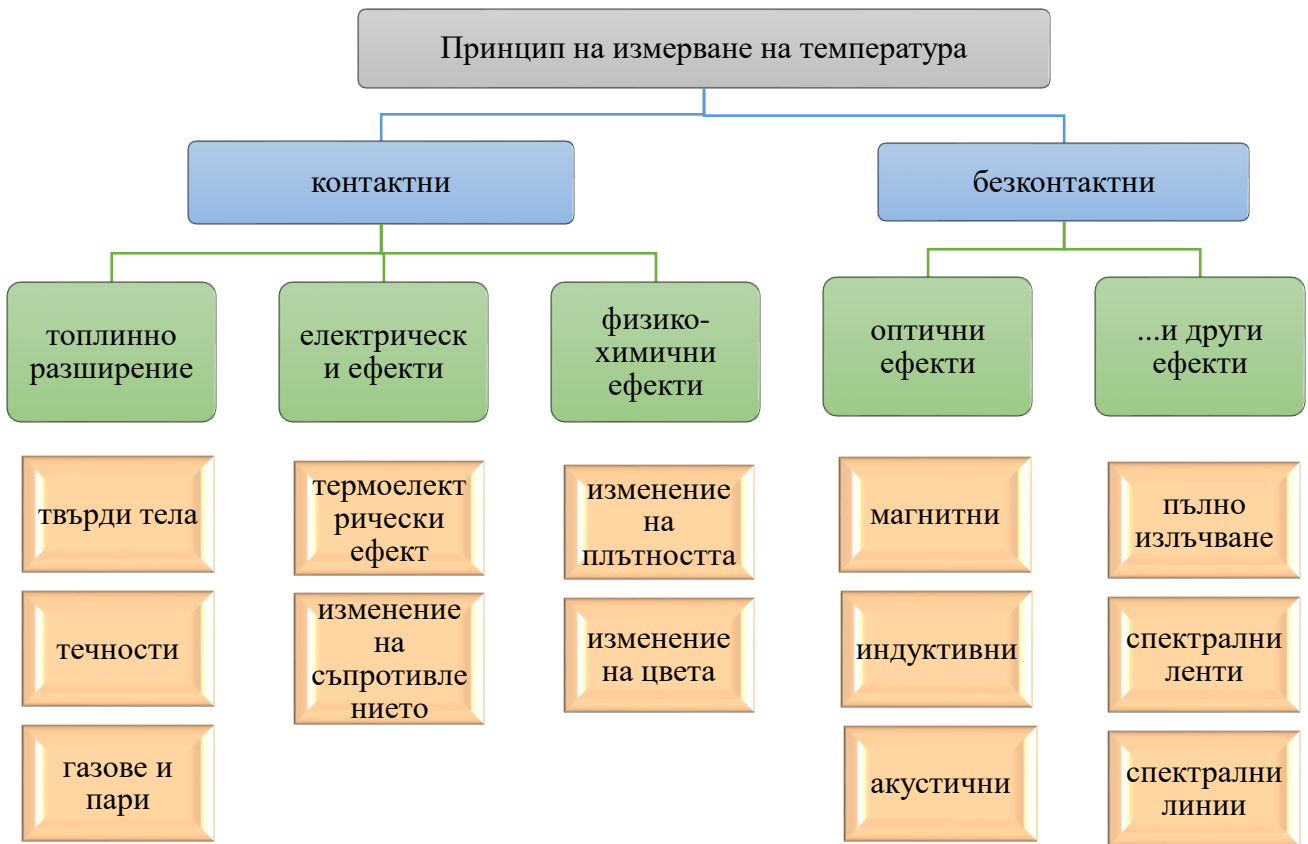 Принцип на измерване на температура
контактни
безконтактни
топлинно
разширение
електрическ
и ефекти
физико-
химични
ефекти
оптични
ефекти
...и други
ефекти
твърди тела
термоелект
рически
ефект
изменение
на
плътността
магнитни
пълно
излъчване
течности
изменение
на
съпротивле
нието
изменение
на цвета
индуктивни
спектрални
ленти
газове и
пари
акустични
спектрални
линии